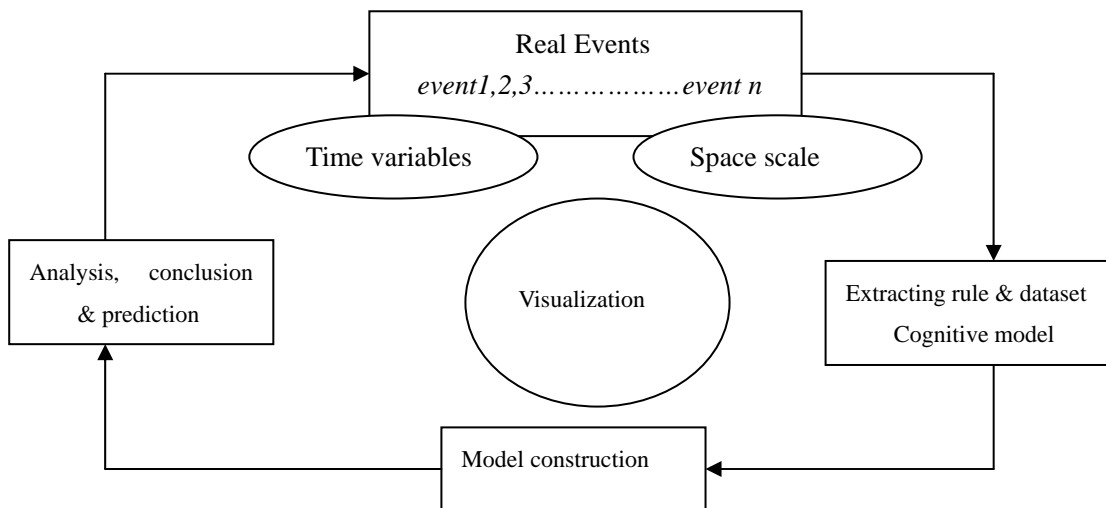 Real Events
event1,2,3………………event n
Time variables
Space scale
Analysis, conclusion
& prediction
Visualization
Extracting rule & dataset
Cognitive model
Model construction